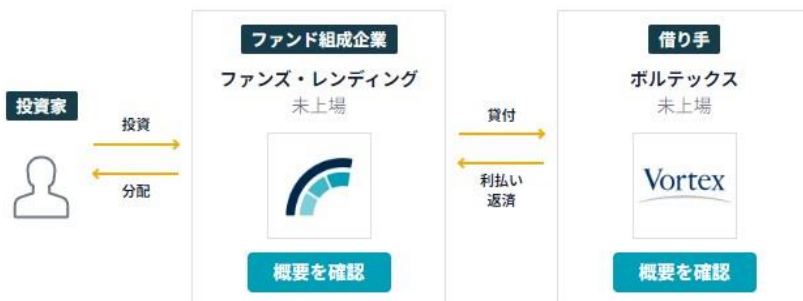 投資家
投資
分配
ファンド組成企業
ファンズ・レンディング
未上場
概要を確認
貸付
利払い
返済
借り手
ボルテックス
未上場
Vortex
概要を確認